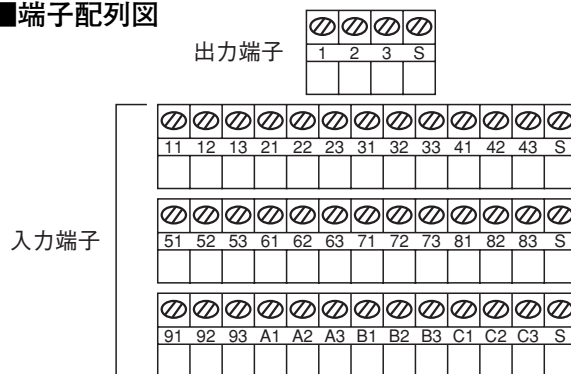 ■端子配列図
出力端子
1 2 3 S
11 12 13 21 22 23 31 32 33 41 42 43 S
入力端子
51 52 53 61 62 63 71 72 73 81 82 83 S
91 92 93 A1 A2 A3 B1 B2 B3 C1 C2 C3 S